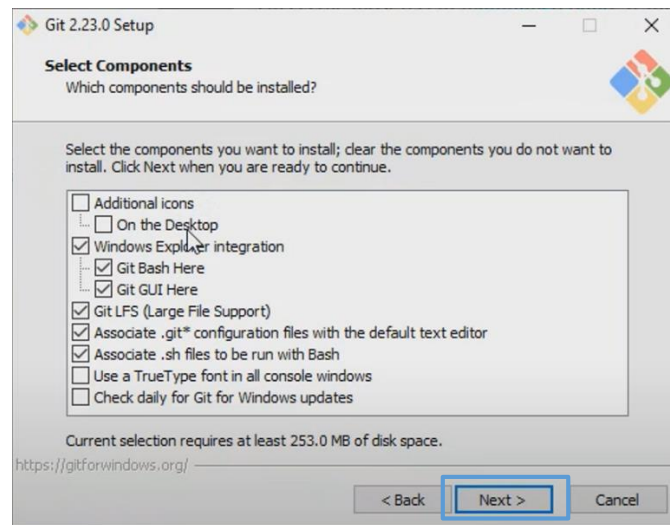 Git 2.23.0 Setup
Select Components
Which components should be installed?
Select the components you want to install; clear the components you do not want to
install. Click Next when you are ready to continue.
Additional icons
On the Desktop
Windows Explorer integration
Git Bash Here
Git GUI Here
Git LFS (Large File Support)
Associate .git* configuration files with the default text editor
Associate .sh files to be run with Bash
Use a TrueType font in all console windows
Check daily for Git for Windows updates
Current selection requires at least 253.0 MB of disk space.
https://gitforwindows.org/
< Back Next > Cancel